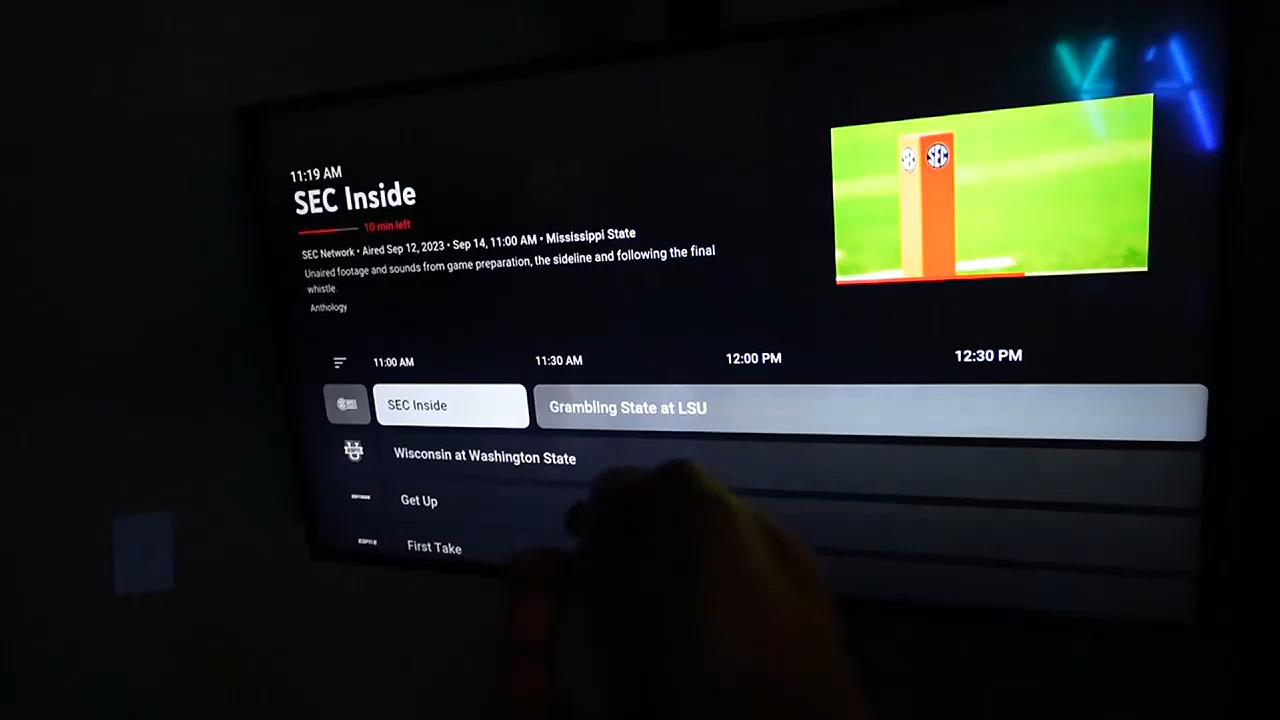 11:19 AM
SEC Inside
10 min left
SEC Network • Aired Sep 12, 2023 • Sep 14, 11:00 AM • Mississippi State
Unaired footage and sounds from game preparation, the sideline and following the final
whistle.
Anthology
SEC SEC
11:00 AM 11:30 AM 12:00 PM 12:30 PM
SEC Inside Grambling State at LSU
Wisconsin at Washington State
Get Up
First Take